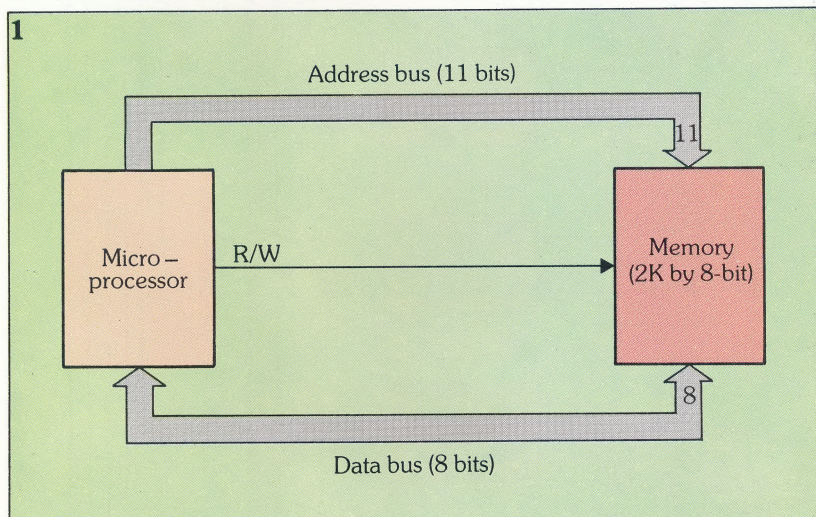 1
Address bus (11 bits)
11
Micro–
processor
R/W
Memory
(2K by 8-bit)
8
Data bus (8 bits)